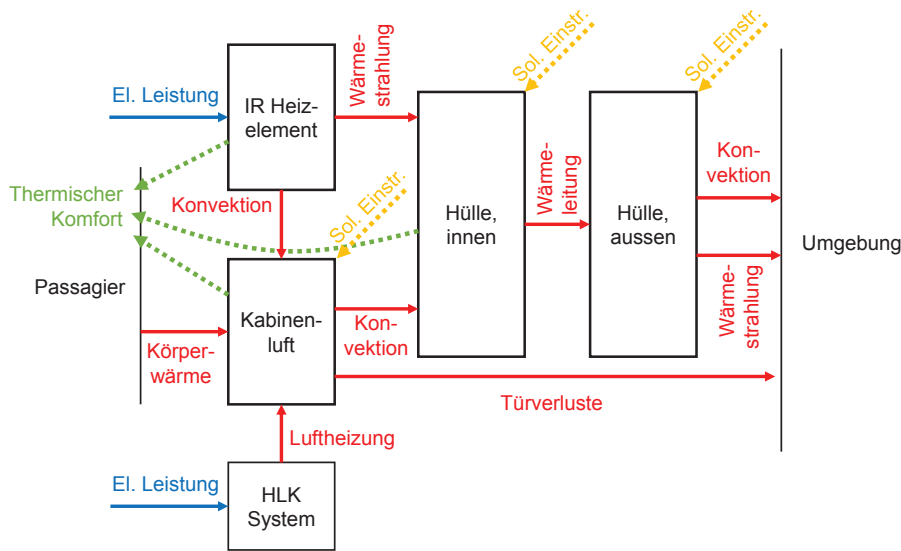 El. Leistung
IR Heiz-
element
Wärme-
strahlung
Sol. Einstr.
Sol. Einstr.
Thermischer
Komfort
Konvektion
Sol. Einstr.
Hülle,
innen
Wärme-
leitung
Hülle,
aussen
Kon-
vektion
Umgebung
Passagier
Kabinen-
luft
Kon-
vektion
Wärme-
strahlung
Körper-
wärme
Türverluste
Luftheizung
El. Leistung
HLK
System